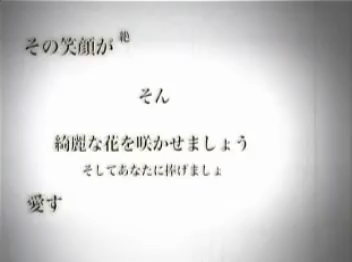 その笑顔が
絶
そん
綺麗な花を咲かせましょう
そしてあなたに捧げましょ
愛す